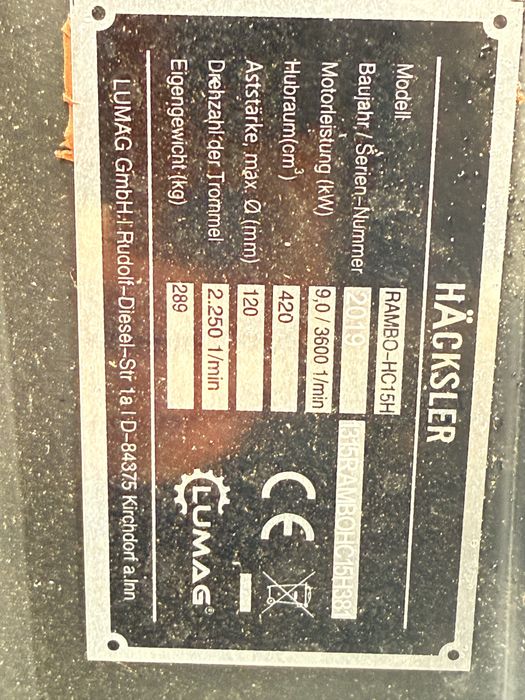 HÄCKSLER
Modell: RAMBO-HC15H
Baujahr / Serien-Nummer 2019
Motorleistung (kW) 9,0 / 3600 1/min
Hubraum(cm³) 420
Aststärke, max. Ø (mm) 120
Drehzahl der Trommel 2.250 1/min
Eigengewicht (kg) 289
CE
LUMAG®
LUMAG GmbH | Rudolf-Diesel-Str 1a | D-84375 Kirchdorf a.Inn